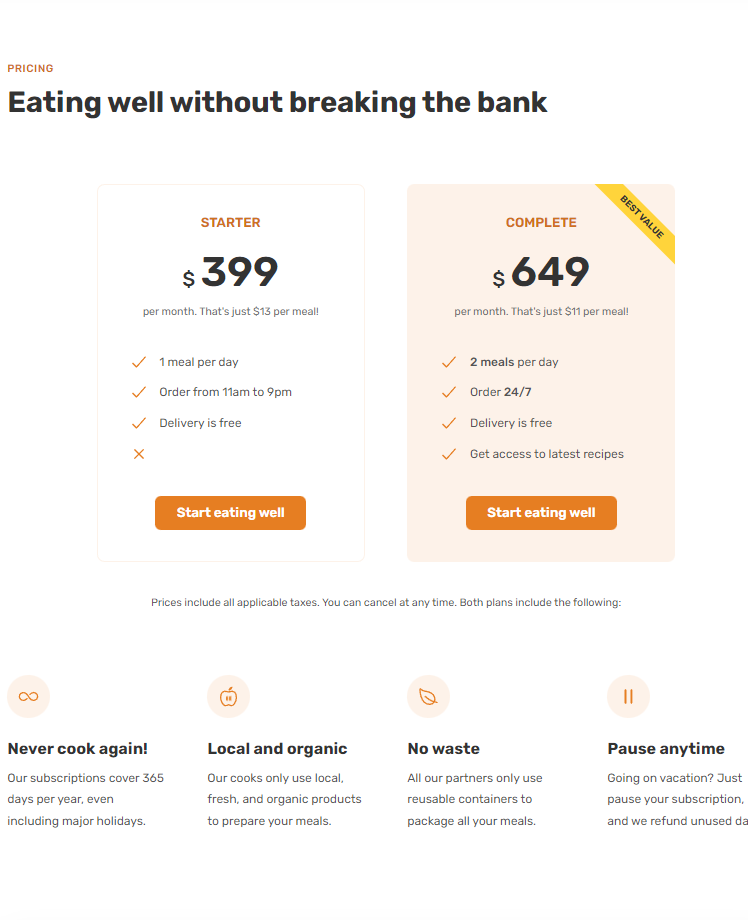 PRICING
Eating well without breaking the bank
STARTER
$ 399
per month. That's just $13 per meal!
1 meal per day
Order from 11am to 9pm
Delivery is free
Start eating well
BEST VALUE
COMPLETE
$ 649
per month. That's just $11 per meal!
2 meals per day
Order 24/7
Delivery is free
Get access to latest recipes
Start eating well
Prices include all applicable taxes. You can cancel at any time. Both plans include the following:
Never cook again!
Our subscriptions cover 365
days per year, even
including major holidays.
Local and organic
Our cooks only use local,
fresh, and organic products
to prepare your meals.
No waste
All our partners only use
reusable containers to
package all your meals.
Pause anytime
Going on vacation? Just
pause your subscription,
and we refund unused